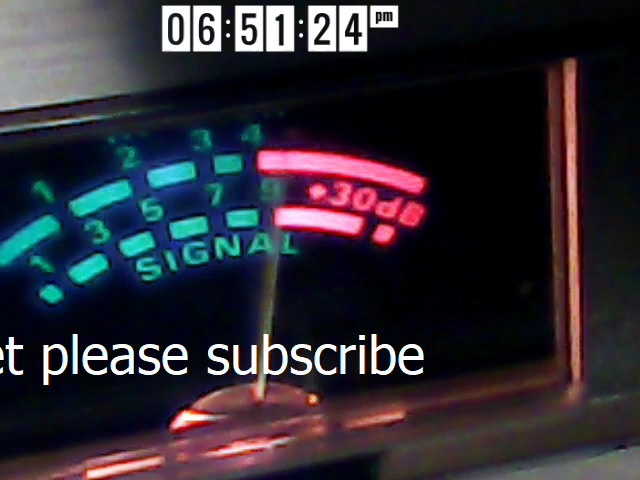 06:51:24 pm
1 2 3 4
1 3 5 7 9 +30dB
SIGNAL
et please subscribe